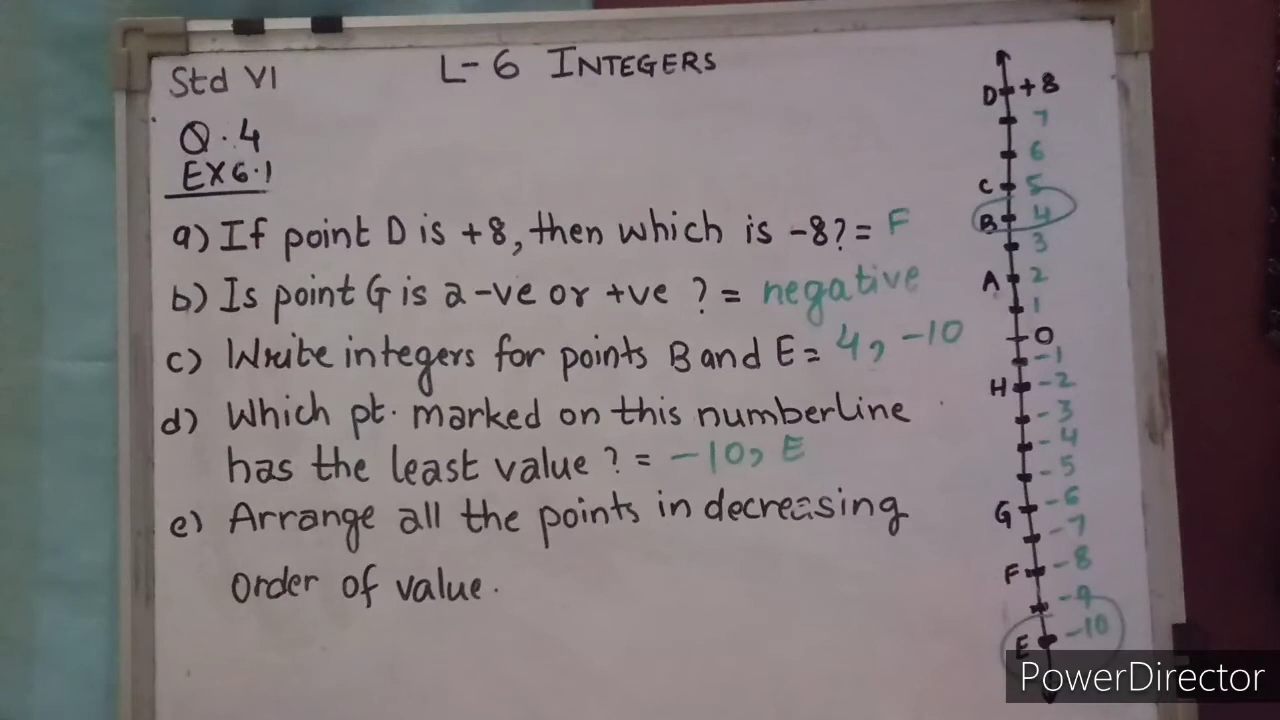 Std VI
L-6 INTEGERS
Q.4
EX 6.1
a) If point D is +8, then which is -8? = F
b) Is point G is a -ve or +ve ? = negative
c) Write integers for points B and E = 4, -10
d) Which pt. marked on this numberline
has the least value ? = -10, E
e) Arrange all the points in decreasing
order of value.
D +8
7
6
C 5
B 4
3
A 2
1
0
-1
H -2
-3
-4
-5
G -6
-7
F -8
-9
E -10
PowerDirector